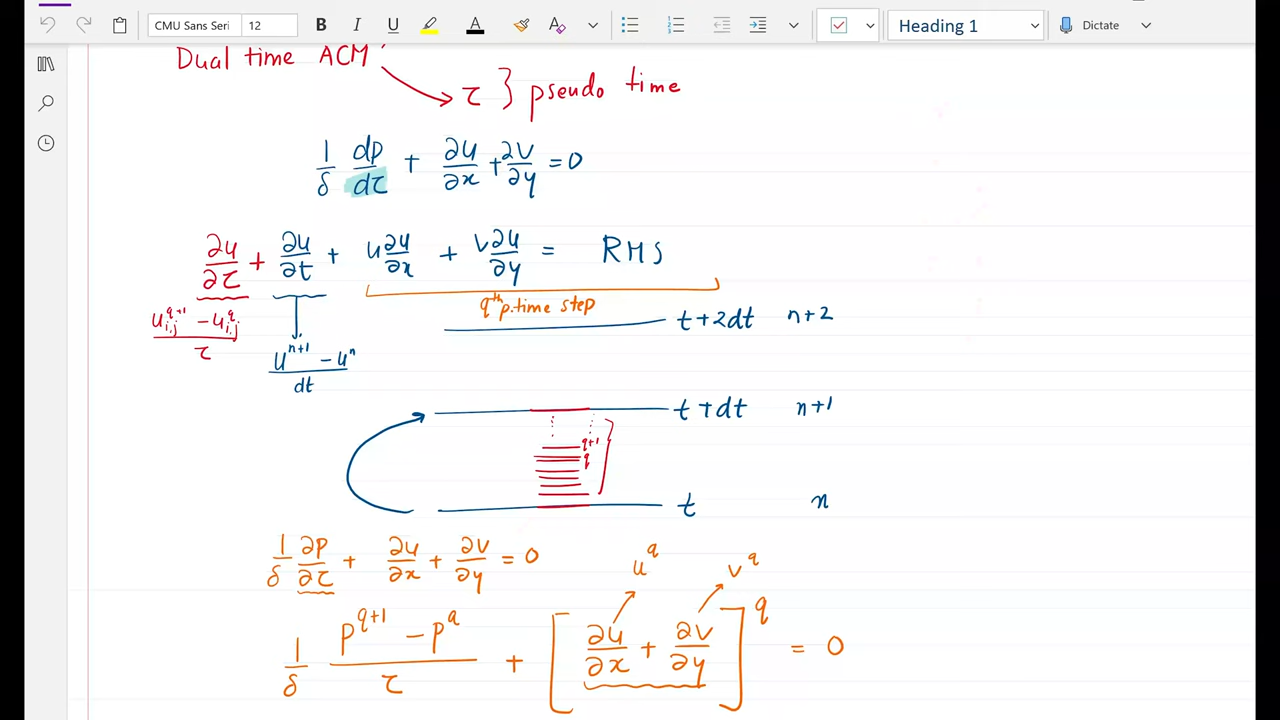 CMU Sans Seri 12 B I U A Heading 1 Dictate
Dual time ACM
τ } pseudo time
1/δ dp/dτ + ∂u/∂x + ∂v/∂y = 0
∂u/∂τ + ∂u/∂t + u∂u/∂x + v∂u/∂y = RHS
qth p.time step
u^{q+1}_{i,j} - u^q_{i,j} / τ
u^{n+1} - u^n / dt
t+2dt n+2
t+dt n+1
q+1
q
t n
1/δ ∂p/∂τ + ∂u/∂x + ∂v/∂y = 0
u^q v^q
1/δ p^{q+1} - p^q / τ + [∂u/∂x + ∂v/∂y]^q = 0